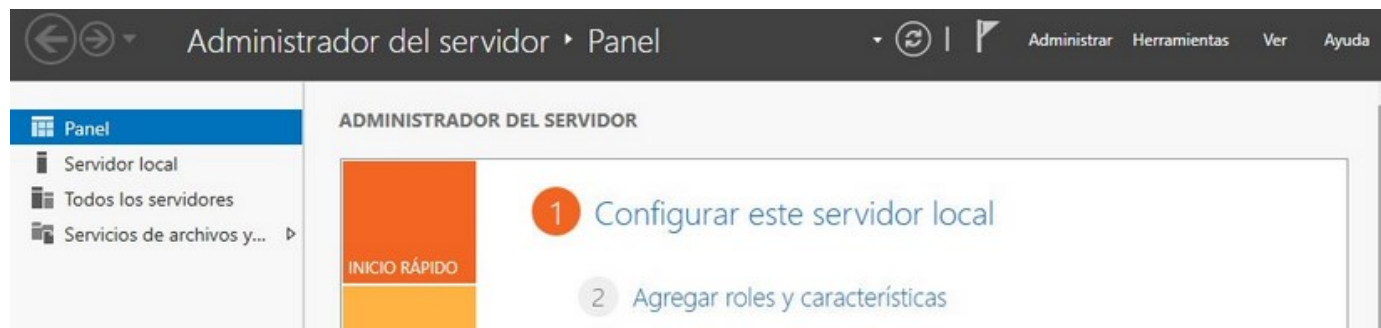 Administrador del servidor ‣ Panel
Administrar Herramientas Ver Ayuda
Panel
Servidor local
Todos los servidores
Servicios de archivos y...
ADMINISTRADOR DEL SERVIDOR
INICIO RÁPIDO
1 Configurar este servidor local
2 Agregar roles y características